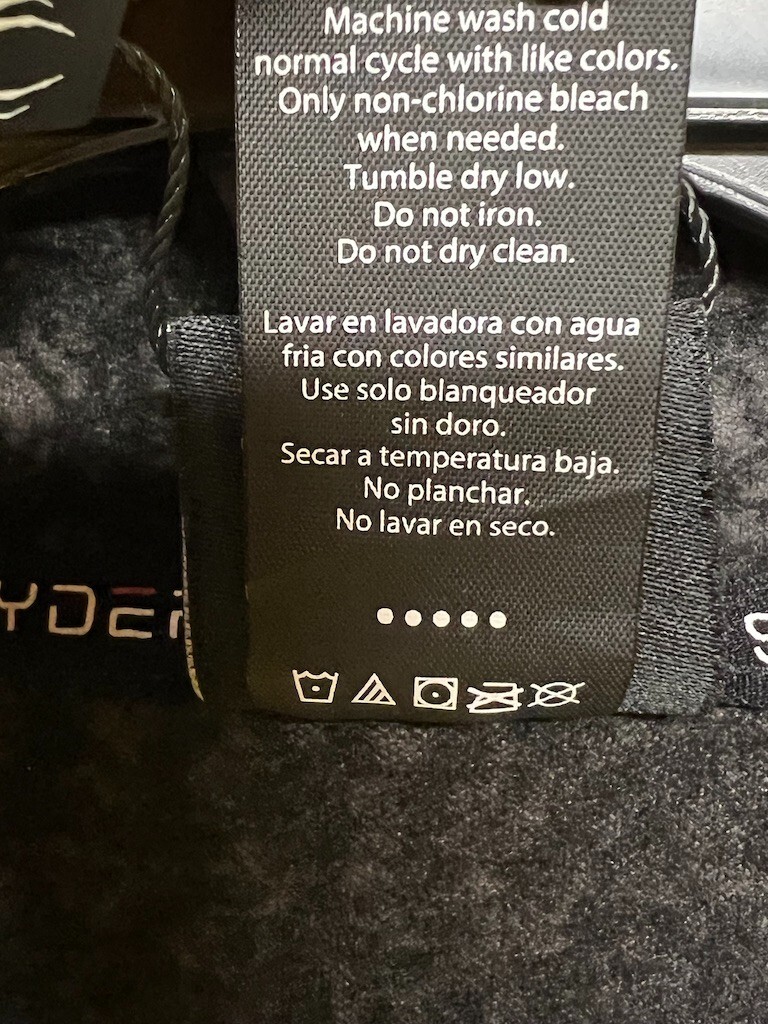 Machine wash cold
normal cycle with like colors.
Only non-chlorine bleach
when needed.
Tumble dry low.
Do not iron.
Do not dry clean.
Lavar en lavadora con agua
fria con colores similares.
Use solo blanqueador
sin doro.
Secar a temperatura baja.
No planchar.
No lavar en seco.